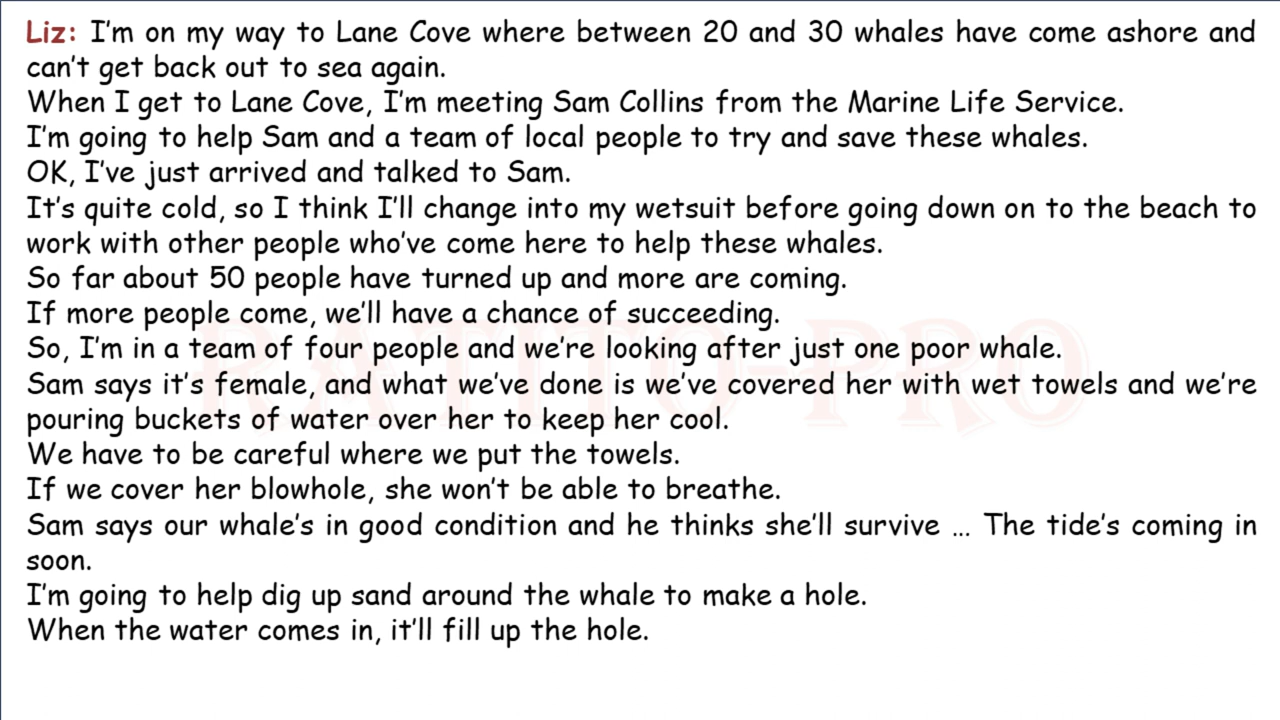 Liz: I'm on my way to Lane Cove where between 20 and 30 whales have come ashore and
can't get back out to sea again.
When I get to Lane Cove, I'm meeting Sam Collins from the Marine Life Service.
I'm going to help Sam and a team of local people to try and save these whales.
OK, I've just arrived and talked to Sam.
It's quite cold, so I think I'll change into my wetsuit before going down on to the beach to
work with other people who've come here to help these whales.
So far about 50 people have turned up and more are coming.
If more people come, we'll have a chance of succeeding.
So, I'm in a team of four people and we're looking after just one poor whale.
Sam says it's female, and what we've done is we've covered her with wet towels and we're
pouring buckets of water over her to keep her cool.
We have to be careful where we put the towels.
If we cover her blowhole, she won't be able to breathe.
Sam says our whale's in good condition and he thinks she'll survive … The tide's coming in
soon.
I'm going to help dig up sand around the whale to make a hole.
When the water comes in, it'll fill up the hole.
RATITO-PRO